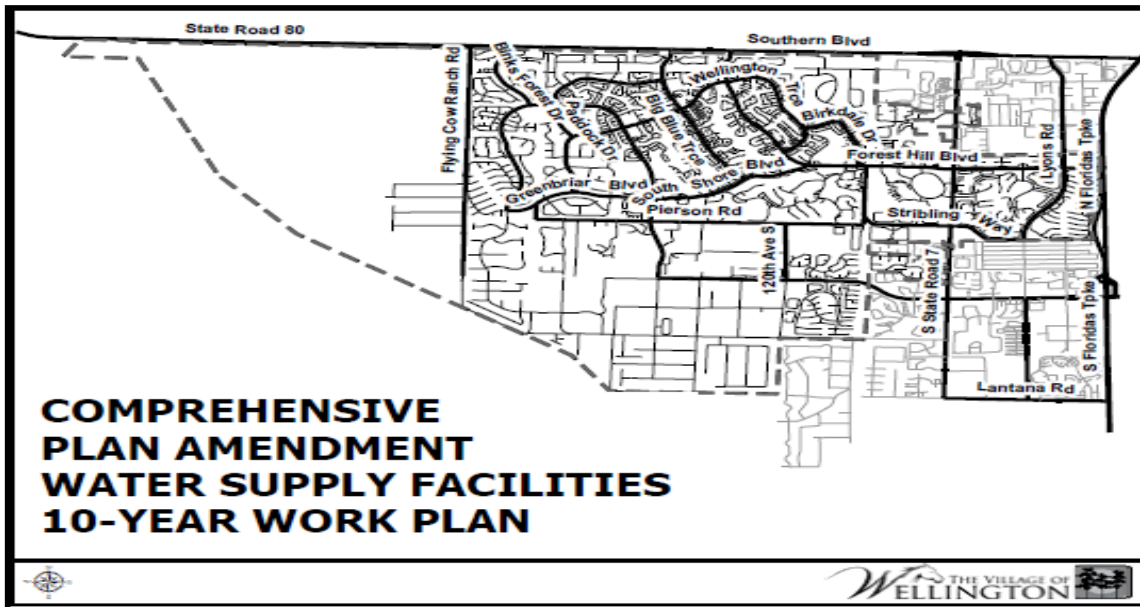 State Road 80
Southern Blvd
Flying Cow Ranch Rd
Binks Forest Dr
Paddock Dr
Big Blue Trce
Wellington Trce
Birkdale Dr
Forest Hill Blvd
Lyons Rd
N Floridas Tpke
Greenbriar Blvd
South Shore Blvd
Pierson Rd
Stribling Way
120th Ave S
S State Road 7
S Floridas Tpke
Lantana Rd
COMPREHENSIVE
PLAN AMENDMENT
WATER SUPPLY FACILITIES
10-YEAR WORK PLAN
THE VILLAGE OF
WELLINGTON